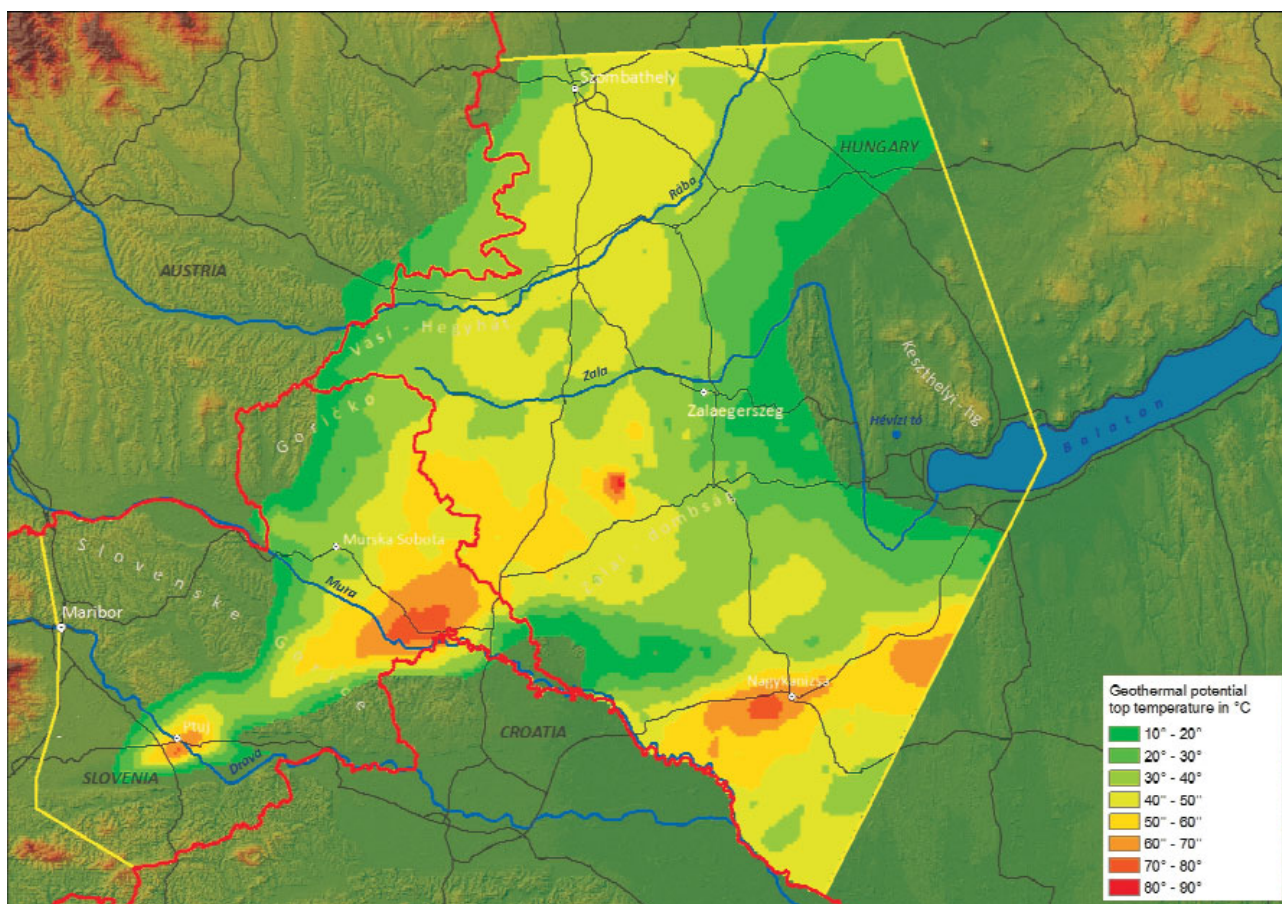 Szombathely
HUNGARY
Rába
AUSTRIA
Vasi - Hegyhát
Keszthelyi - hg.
Zala
Zalaegerszeg
Goričko
Hévízi tó
Balaton
Zalai - dombság
Murska Sobota
Slovenske Gorice
Mura
Maribor
Nagykanizsa
Ptuj
CROATIA
Dráva
SLOVENIA
Geothermal potential
top temperature in °C
10° - 20°
20° - 30°
30° - 40°
40° - 50°
50° - 60°
60° - 70°
70° - 80°
80° - 90°